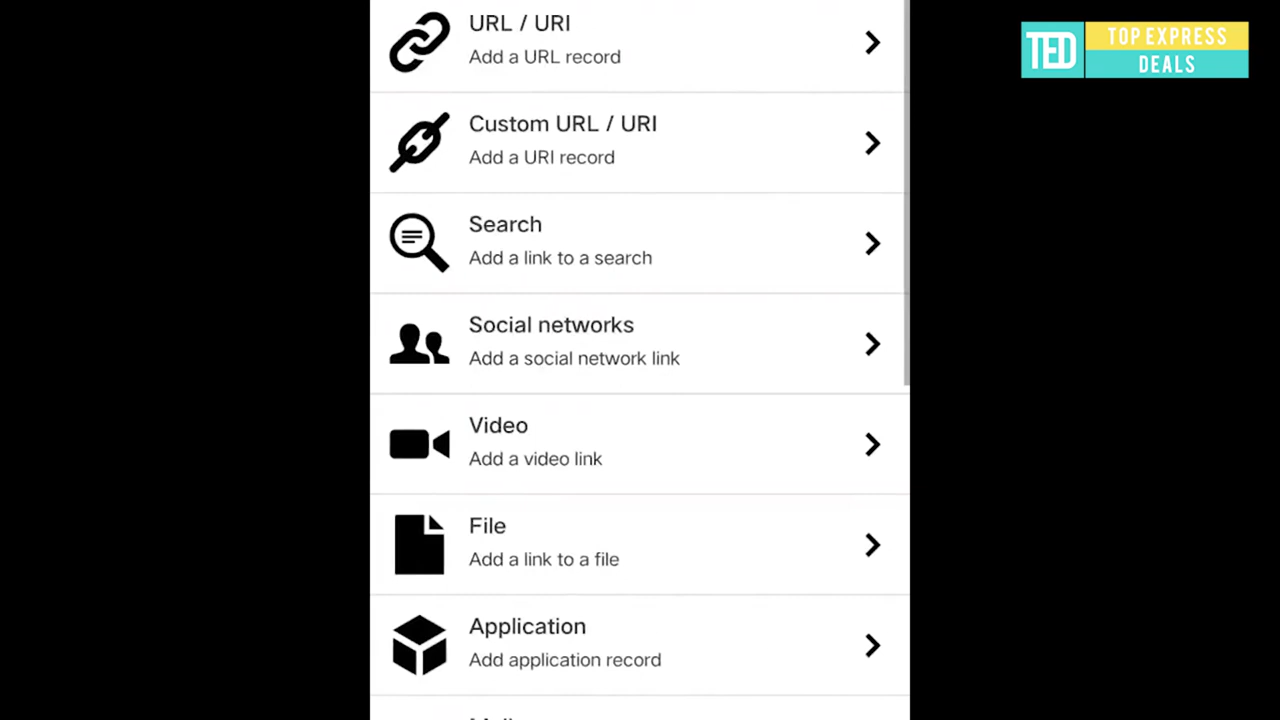 URL / URI
Add a URL record
TED
TOP EXPRESS
DEALS
Custom URL / URI
Add a URI record
Search
Add a link to a search
Social networks
Add a social network link
Video
Add a video link
File
Add a link to a file
Application
Add application record